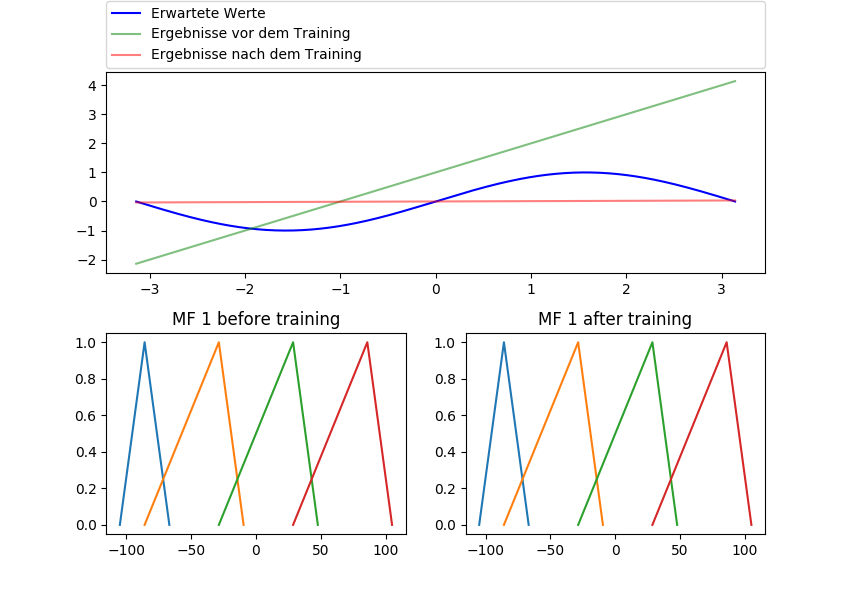 Erwartete Werte
Ergebnisse vor dem Training
Ergebnisse nach dem Training
4
3
2
1
0
−1
−2
−3 −2 −1 0 1 2 3
MF 1 before training
1.0
0.8
0.6
0.4
0.2
0.0
−100 −50 0 50 100
MF 1 after training
1.0
0.8
0.6
0.4
0.2
0.0
−100 −50 0 50 100